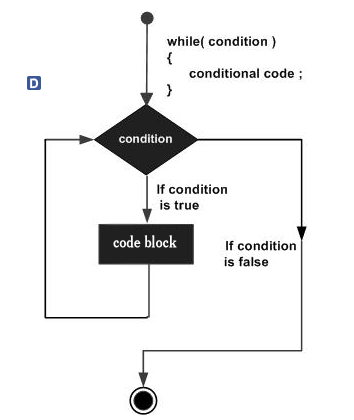 while( condition )
{
conditional code ;
}
D
condition
If condition
is true
code block
If condition
is false